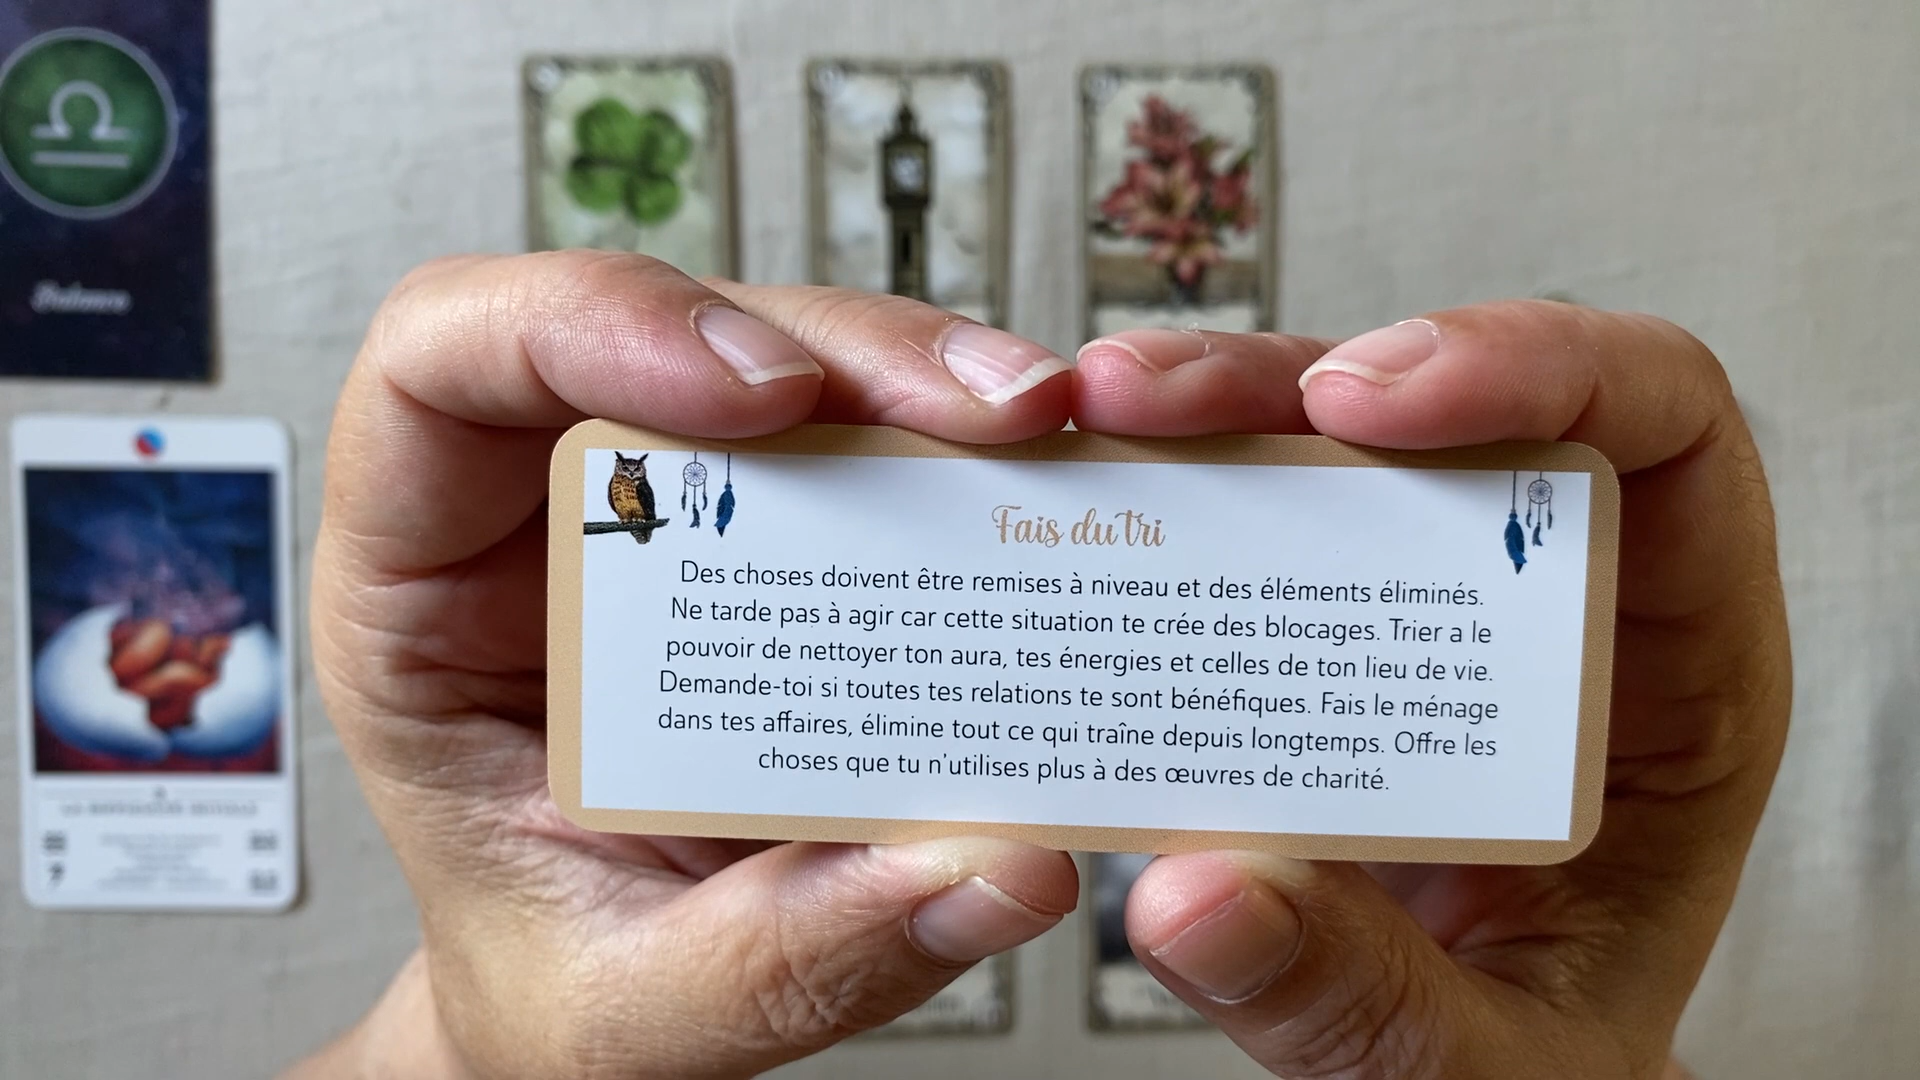 Balance
Fais du tri
Des choses doivent être remises à niveau et des éléments éliminés.
Ne tarde pas à agir car cette situation te crée des blocages. Trier a le
pouvoir de nettoyer ton aura, tes énergies et celles de ton lieu de vie.
Demande-toi si toutes tes relations te sont bénéfiques. Fais le ménage
dans tes affaires, élimine tout ce qui traîne depuis longtemps. Offre les
choses que tu n'utilises plus à des œuvres de charité.